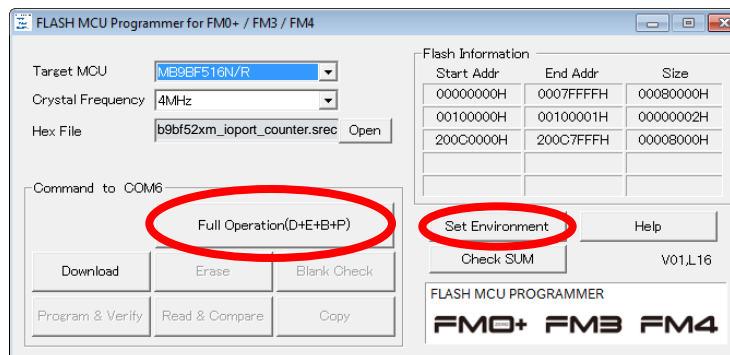 FLASH MCU Programmer for FM0+ / FM3 / FM4
Target MCU
MB9BF516N/R
Crystal Frequency
4MHz
Hex File
b9bf52xm_ioport_counter.srec
Open
Flash Information
Start Addr End Addr Size
00000000H 0007FFFFH 00080000H
00100000H 00100001H 00000002H
200C0000H 200C7FFFH 00008000H
Command to COM6
Full Operation(D+E+B+P)
Download Erase Blank Check
Program & Verify Read & Compare Copy
Set Environment Help
Check SUM V01,L16
FLASH MCU PROGRAMMER
FM0+ FM3 FM4